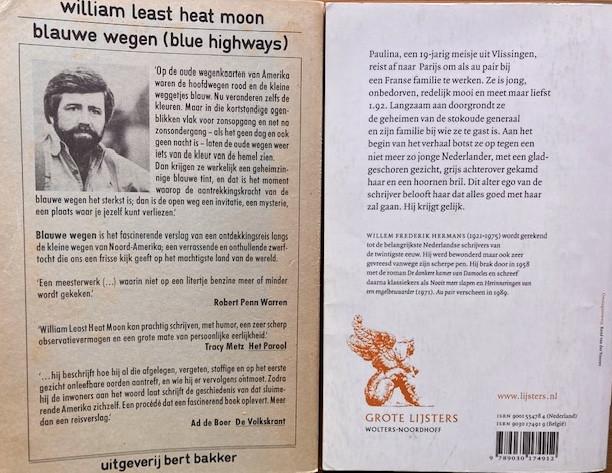 william least heat moon
blauwe wegen (blue highways)
'Op de oude wegenkaarten van Amerika
waren de hoofdwegen rood en de kleine
weggetjes blauw. Nu veranderen zelfs de
kleuren. Maar in die kortstondige ogen-
blikken vlak voor zonsopgang en net na
zonsondergang – als het geen dag en ook
geen nacht is – laten de oude wegen weer
iets van de kleur van de hemel zien.
Dan krijgen ze werkelijk een geheimzin-
nige blauwe tint, en dat is het moment
waarop de aantrekkingskracht van de
blauwe wegen het sterkst is; dan is de open weg een invitatie, een mysterie,
een plaats waar je jezelf kunt verliezen.'
Blauwe wegen is het fascinerende verslag van een ontdekkingsreis langs
de kleine wegen van Noord-Amerika; een verrassende en onthullende zwerf-
tocht die ons een frisse kijk geeft op het machtigste land van de wereld.
'Een meesterwerk (...) waarin niet op een litertje benzine meer of minder
wordt gekeken.'
Robert Penn Warren
'William Least Heat Moon kan prachtig schrijven, met humor, een zeer scherp
observatievermogen en een grote mate van persoonlijke eerlijkheid.'
Tracy Metz Het Parool
'...hij beschrijft hoe hij al die afgelegen, vergeten, stoffige en op het eerste
gezicht onleefbare oorden aantreft, en wie hij er vervolgens ontmoet. Zodra
hij de inwoners aan het woord laat schrijft de geschiedenis van dat sluime-
rende Amerika zichzelf. Een procédé dat een fascinerend boek oplevert. Meer
dan een reisverslag.'
Ad de Boer De Volkskrant
uitgeverij bert bakker
Paulina, een 19-jarig meisje uit Vlissingen,
reist af naar Parijs om als au pair bij
een Franse familie te werken. Ze is jong,
onbedorven, redelijk mooi en meet maar liefst
1.92. Langzaam aan doorgrondt ze
de geheimen van de stokoude generaal
en zijn familie bij wie ze te gast is. Aan het
begin van het verhaal botst ze op tegen een
niet meer zo jonge Nederlander, met een glad-
geschoren gezicht, grijs achterover gekamd
haar en een hoornen bril. Dit alter ego van de
schrijver belooft haar dat alles goed met haar
zal gaan. Hij krijgt gelijk.
WILLEM FREDERIK HERMANS (1921-1995) wordt gerekend
tot de belangrijkste Nederlandse schrijvers van
de twintigste eeuw. Hij werd bewonderd maar ook zeer
gevreesd vanwege zijn scherpe pen. Hij brak door in 1958
met de roman De donkere kamer van Damocles en schreef
daarna klassiekers als Nooit meer slapen en Herinneringen van
een engelbewaarder (1971). Au pair verscheen in 1989.
GROTE LIJSTERS
WOLTERS-NOORDHOFF
www.lijsters.nl
ISBN 9001 55478 4 (Nederland)
ISBN 9030 17491 9 (België)
9 789030 174912